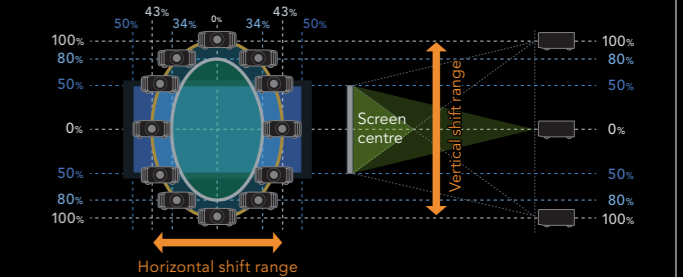 43% 0% 43%
50% 34% 34% 50%
100% 100%
80% 80%
50% 50%
Screen
centre
0% 0%
Vertical shift range
50% 50%
80% 80%
100% 100%
Horizontal shift range